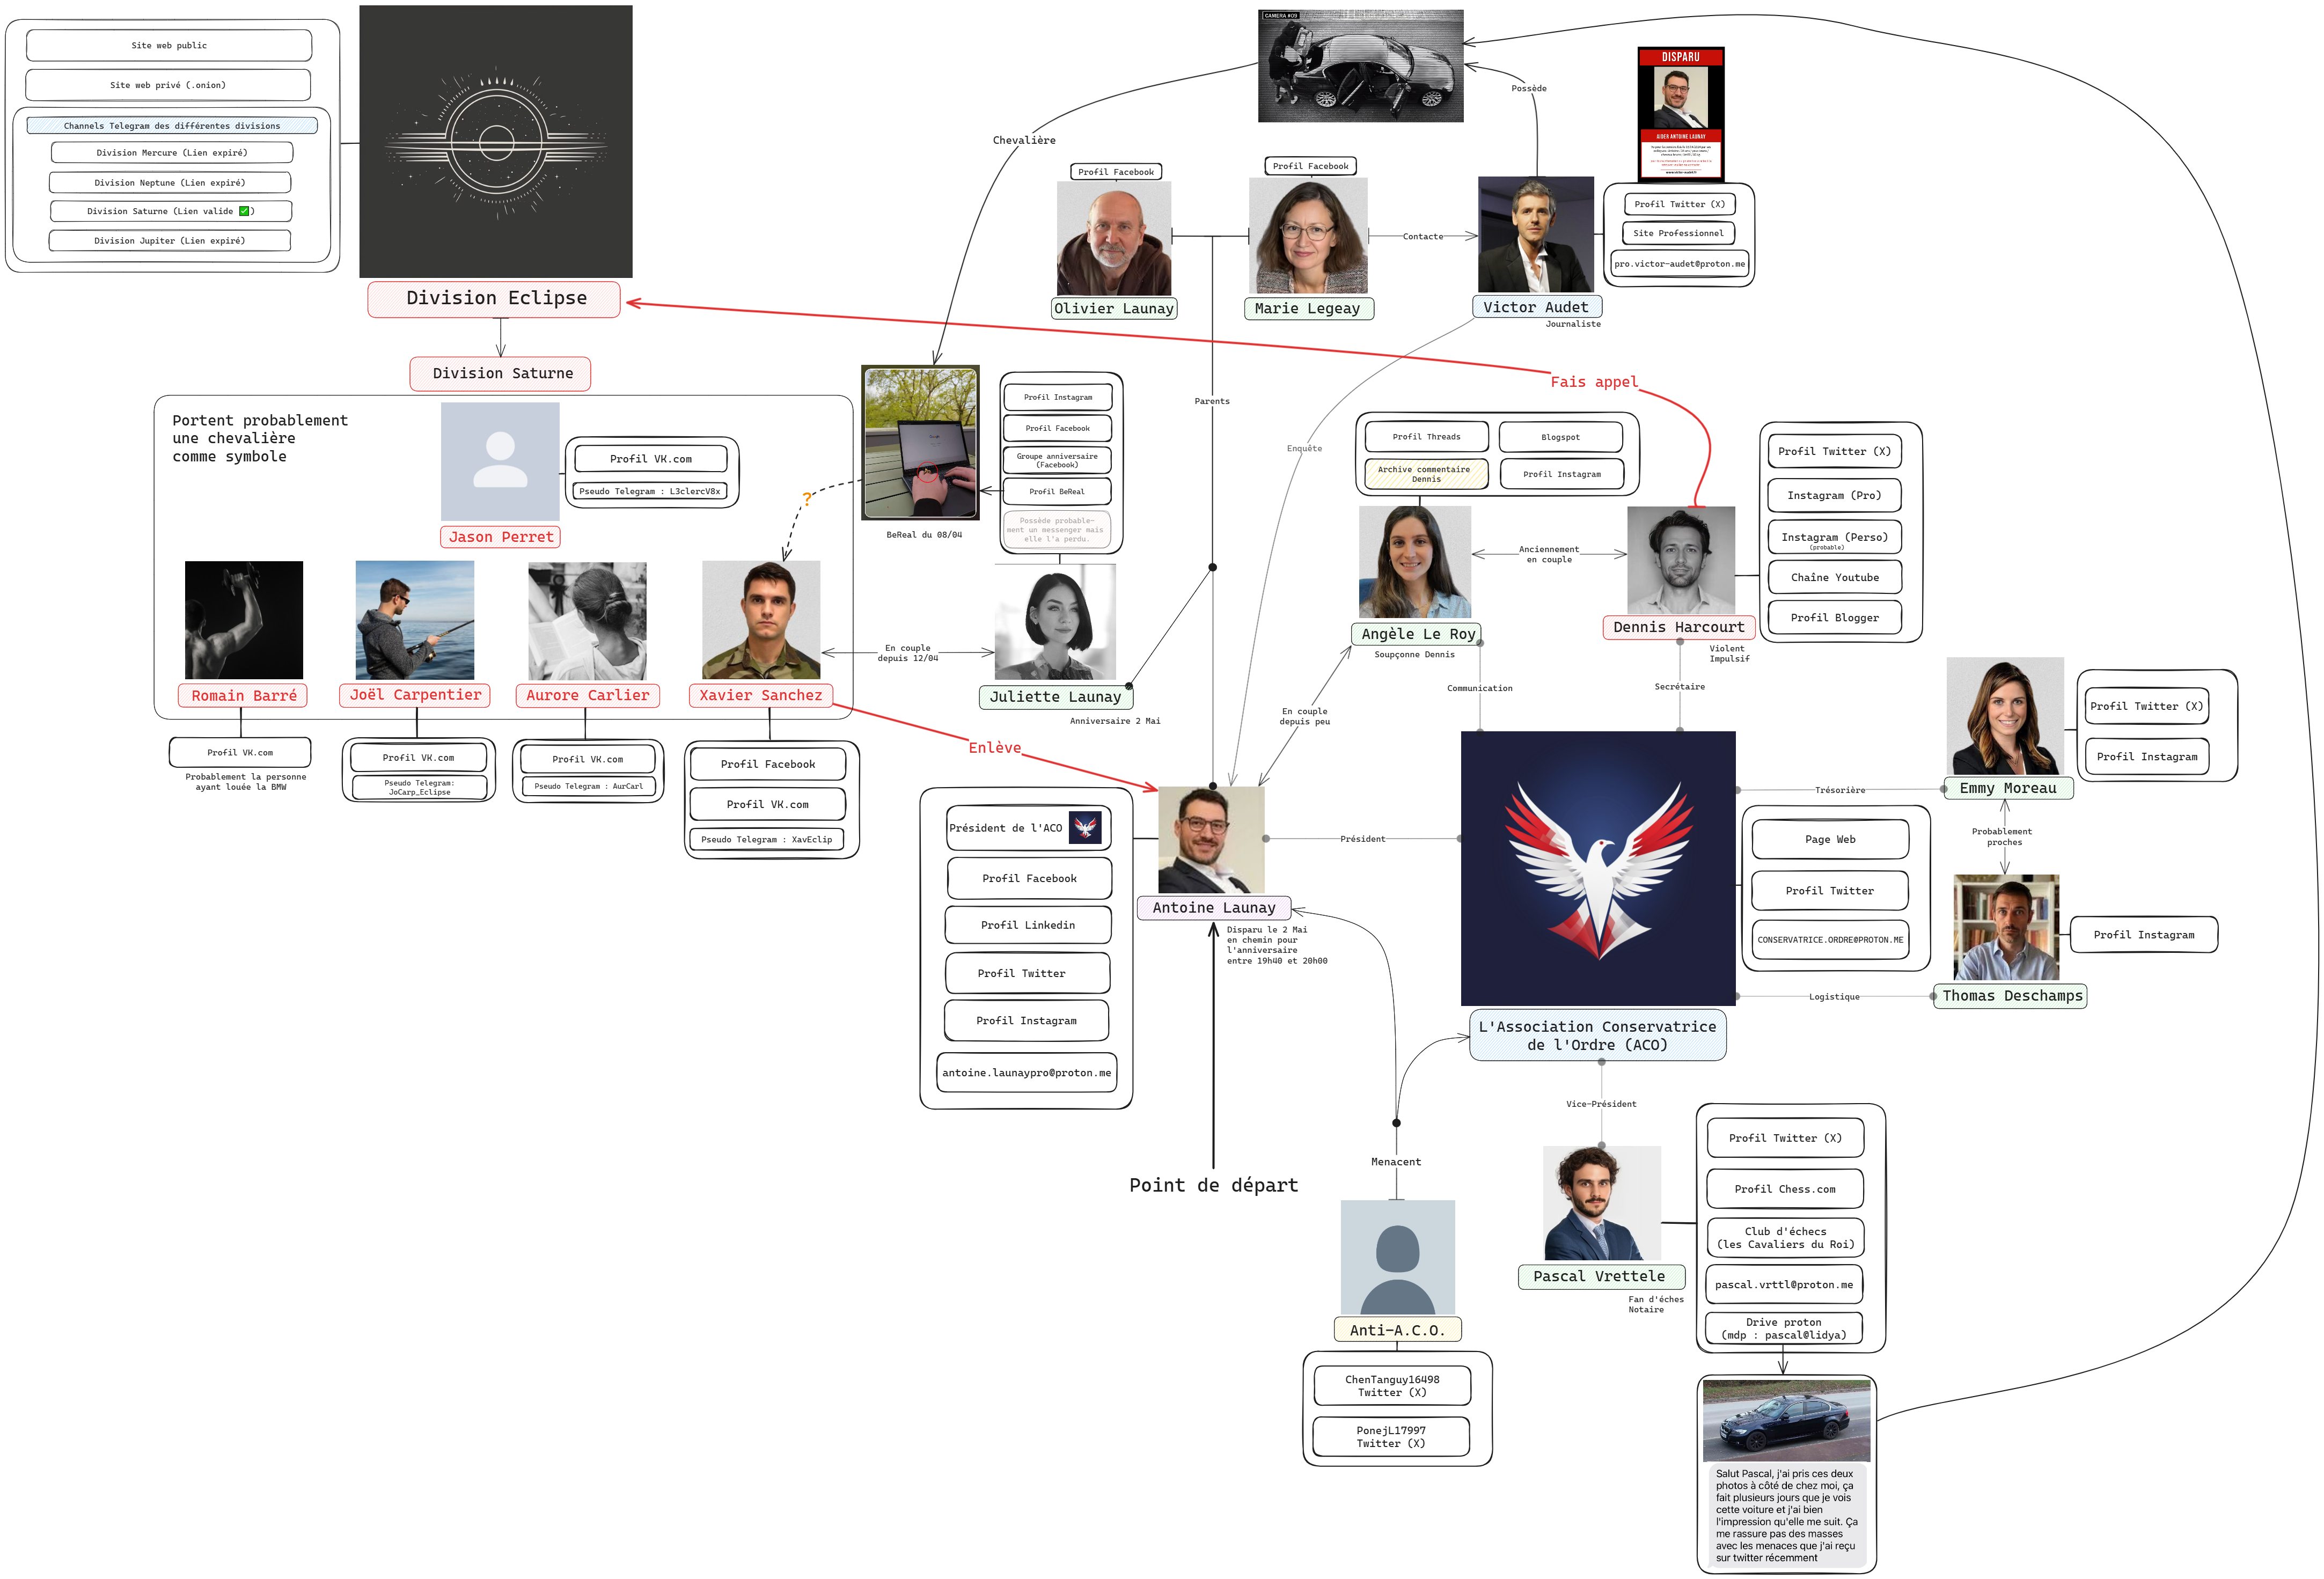 Site web public
Site web privé (.onion)
Channels Telegram des différentes divisions
Division Mercure (Lien expiré)
Division Neptune (Lien expiré)
Division Saturne (Lien valide ✅)
Division Jupiter (Lien expiré)
Division Eclipse
Division Saturne
Portent probablement
une chevalière
comme symbole
Profil VK.com
Pseudo Telegram : L3clercV8x
Jason Perret
Romain Barré
Joël Carpentier
Aurore Carlier
Xavier Sanchez
Profil VK.com
Probablement la personne
ayant louée la BMW
Profil VK.com
Pseudo Telegram:
JoCarp_Eclipse
Profil VK.com
Pseudo Telegram : AurCarl
Profil Facebook
Profil VK.com
Pseudo Telegram : XavEclip
CAMERA #09
Chevalière
Possède
DISPARU
AIDER ANTOINE LAUNAY
www.victor-audet.fr
Profil Facebook
Profil Facebook
Olivier Launay
Marie Legeay
Contacte
Victor Audet
Journaliste
Profil Twitter (X)
Site Professionnel
pro.victor-audet@proton.me
Fais appel
Parents
Enquête
?
BeReal du 08/04
Profil Instagram
Profil Facebook
Groupe anniversaire
(Facebook)
Profil BeReal
Possède probable-
ment un messenger mais
elle l'a perdu.
En couple
depuis 12/04
Juliette Launay
Anniversaire 2 Mai
Enlève
Profil Threads
Blogspot
Archive commentaire
Dennis
Profil Instagram
Angèle Le Roy
Soupçonne Dennis
Anciennement
en couple
Dennis Harcourt
Violent
Impulsif
Profil Twitter (X)
Instagram (Pro)
Instagram (Perso)
(probable)
Chaîne Youtube
Profil Blogger
En couple
depuis peu
Communication
Secrétaire
Président de l'ACO
Profil Facebook
Profil Linkedin
Profil Twitter
Profil Instagram
antoine.launaypro@proton.me
Antoine Launay
Disparu le 2 Mai
en chemin pour
l'anniversaire
entre 19h40 et 20h00
Président
Point de départ
Trésorière
Emmy Moreau
Profil Twitter (X)
Profil Instagram
Probablement
proches
Page Web
Profil Twitter
CONSERVATRICE.ORDRE@PROTON.ME
Logistique
Thomas Deschamps
Profil Instagram
L'Association Conservatrice
de l'Ordre (ACO)
Vice-Président
Menacent
Anti-A.C.O.
ChenTanguy16498
Twitter (X)
PonejL17997
Twitter (X)
Pascal Vrettele
Fan d'éches
Notaire
Profil Twitter (X)
Profil Chess.com
Club d'échecs
(les Cavaliers du Roi)
pascal.vrttl@proton.me
Drive proton
(mdp : pascal@lidya)
Salut Pascal, j'ai pris ces deux
photos à côté de chez moi, ça
fait plusieurs jours que je vois
cette voiture et j'ai bien
l'impression qu'elle me suit. Ça
me rassure pas des masses
avec les menaces que j'ai reçu
sur twitter récemment